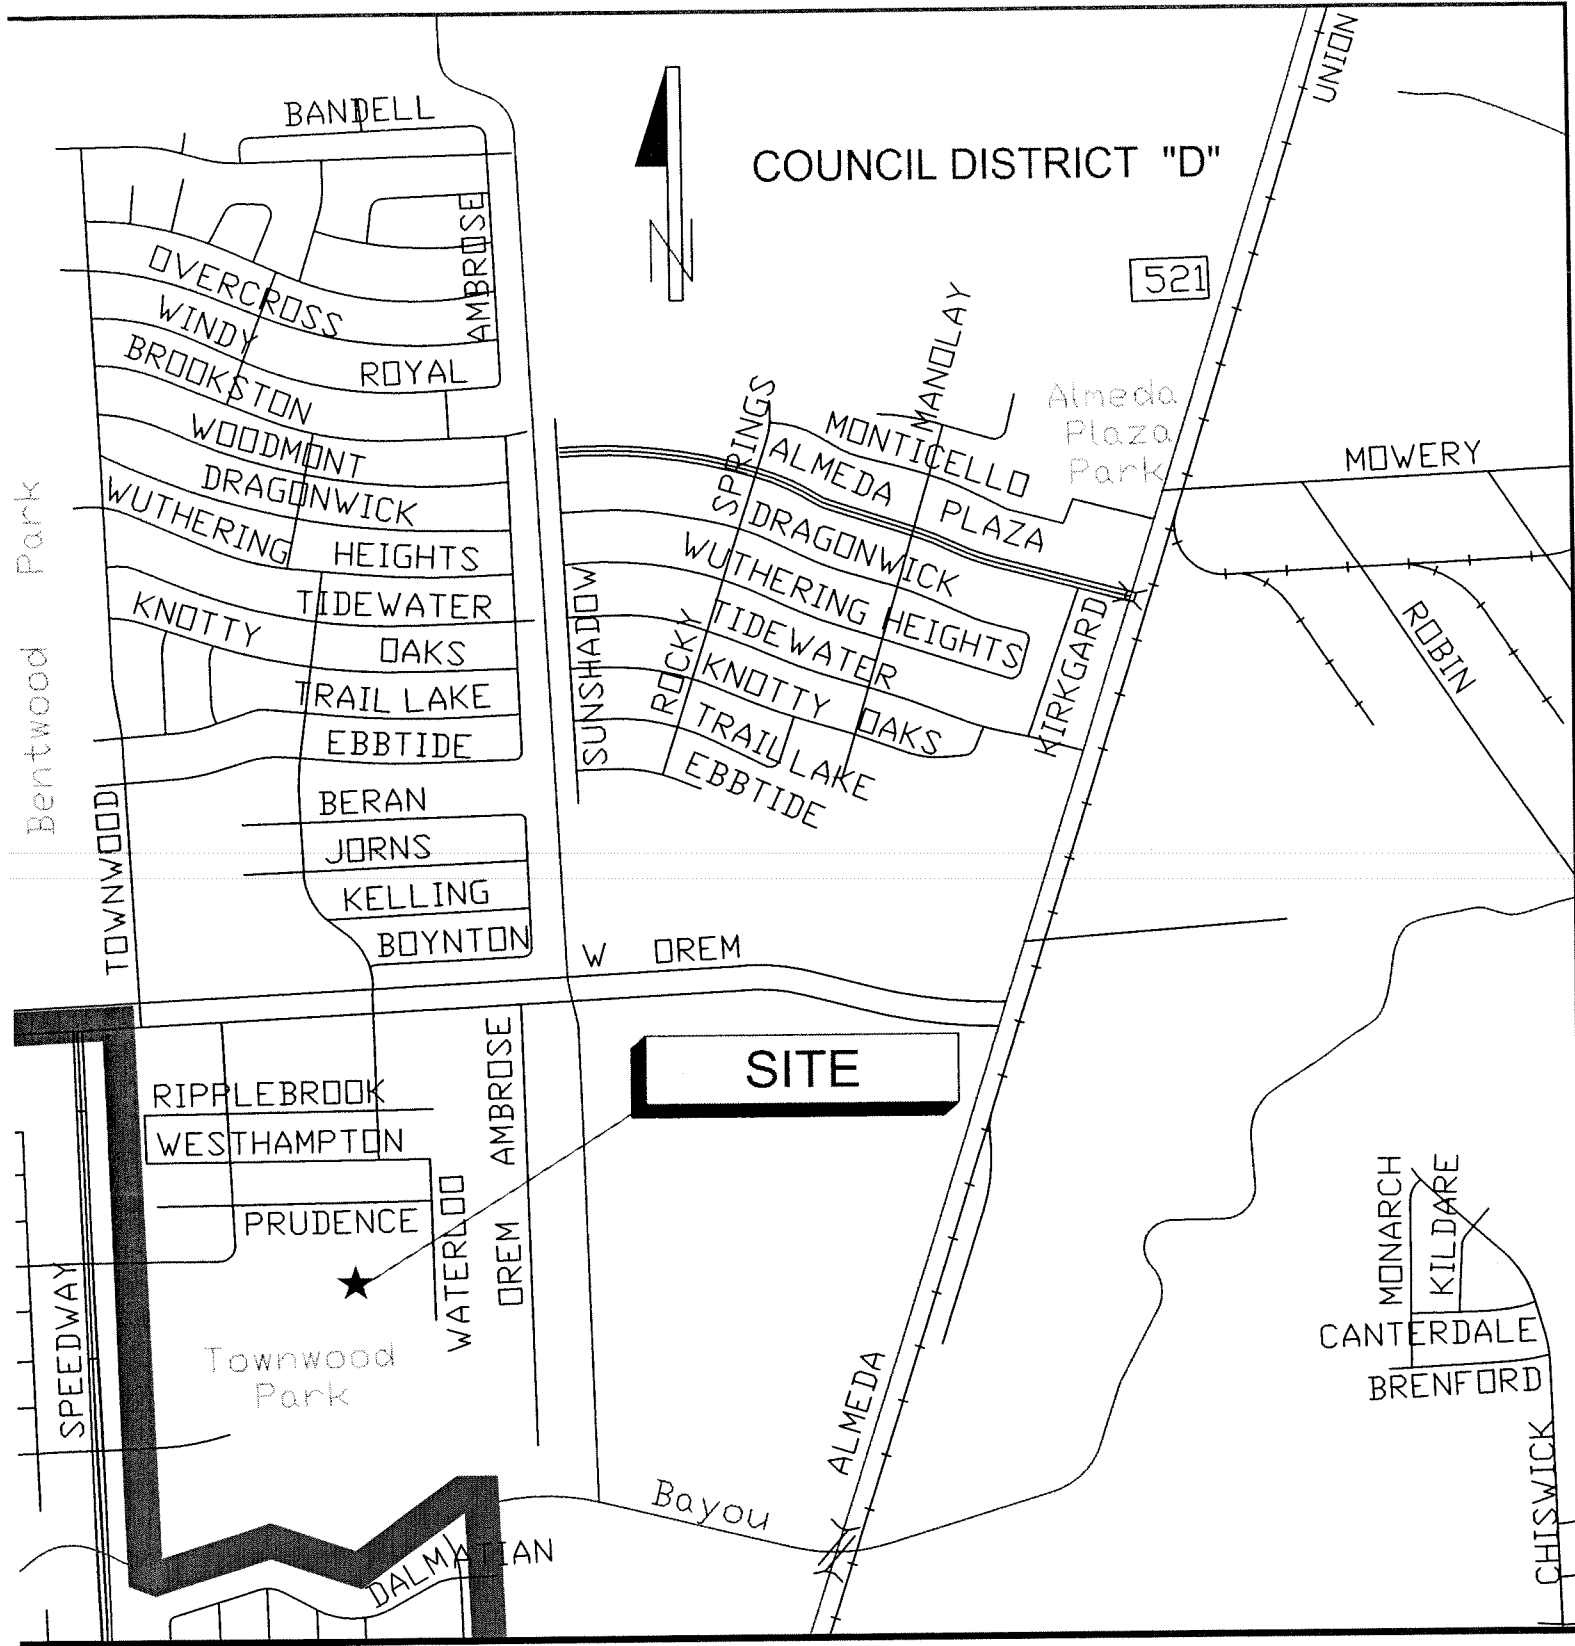 UNION
BANDELL
COUNCIL DISTRICT "D"
N
AMBROSE
OVERCROSS
521
WINDY
MANOLAY
BROOKSTON
ROYAL
SPRINGS
Almeda
Plaza
Park
WOODMONT
MONTICELLO
ALMEDA PLAZA
MOWERY
DRAGONWICK
DRAGONWICK
WUTHERING HEIGHTS
WUTHERING HEIGHTS
Bentwood Park
TIDEWATER
TIDEWATER
KNOTTY OAKS
KNOTTY OAKS
SUNSHADOW
ROCKY
KIRKGARD
ROBIN
TRAIL LAKE
TRAIL LAKE
EBBTIDE
EBBTIDE
TOWNWOOD
BERAN
JORNS
KELLING
BOYNTON
W OREM
SITE
RIPPLEBROOK
WESTHAMPTON
AMBROSE
OREM
PRUDENCE
WATERLOO
MONARCH
KILDARE
SPEEDWAY
Townwood
Park
CANTERDALE
BRENFORD
ALMEDA
CHISWICK
Bayou
DALMATIAN